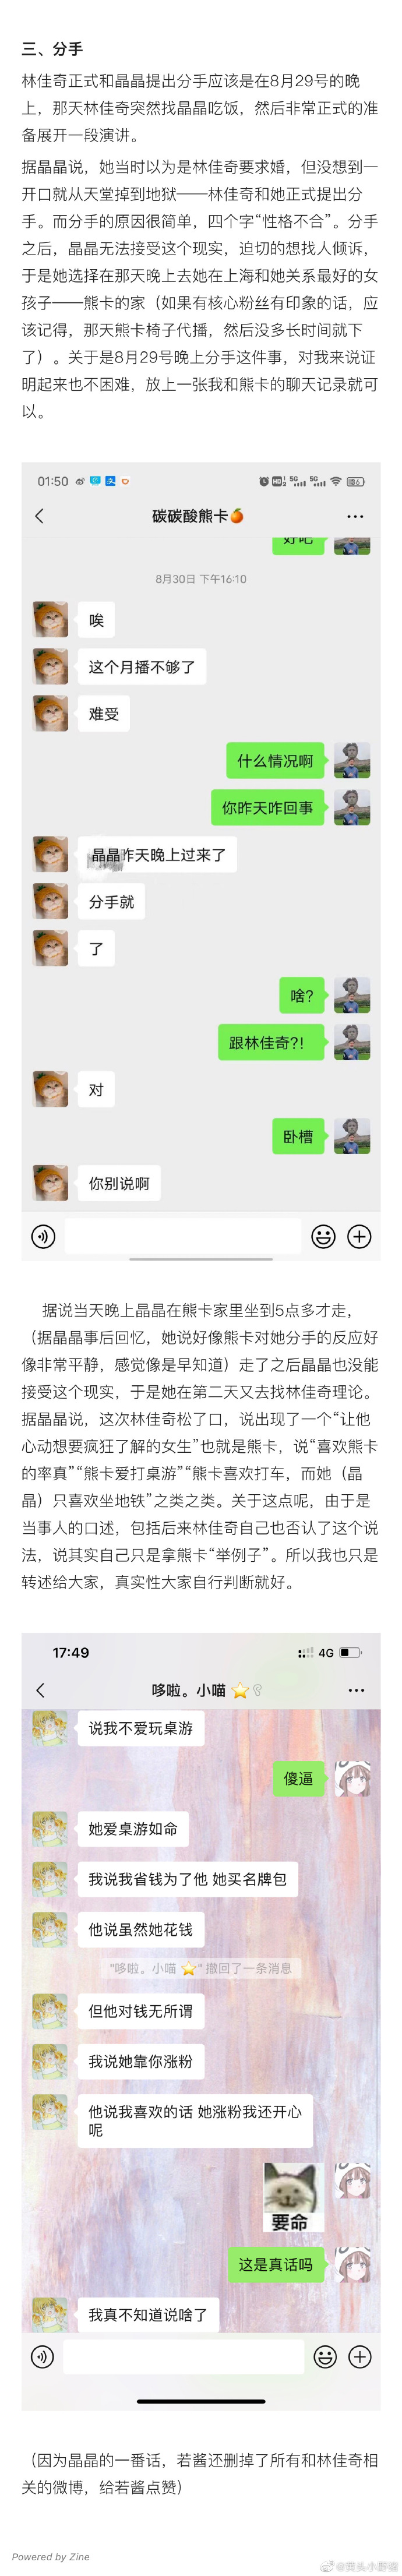 三、分手
林佳奇正式和晶晶提出分手应该是在8月29号的晚
上，那天林佳奇突然找晶晶吃饭，然后非常正式的准
备展开一段演讲。
据晶晶说，她当时以为是林佳奇要求婚，但没想到一
开口就从天堂掉到地狱——林佳奇和她正式提出分
手。而分手的原因很简单，四个字“性格不合”。分手
之后，晶晶无法接受这个现实，迫切的想找人倾诉，
于是她选择在那天晚上去她在上海和她关系最好的女
孩子——熊卡的家（如果有核心粉丝有印象的话，应
该记得，那天熊卡椅子代播，然后没多长时间就下
了）。关于是8月29号晚上分手这件事，对我来说证
明起来也不困难，放上一张我和熊卡的聊天记录就可
以。
01:50
碳碳酸熊卡🍊
好吧
8月30日 下午16:10
唉
这个月播不够了
难受
什么情况啊
你昨天咋回事
晶晶昨天晚上过来了
分手就
了
啥?
跟林佳奇?!
对
卧槽
你别说啊
据说当天晚上晶晶在熊卡家里坐到5点多才走，
（据晶晶事后回忆，她说好像熊卡对她分手的反应好
像非常平静，感觉像是早知道）走了之后晶晶也没能
接受这个现实，于是她在第二天又去找林佳奇理论。
据晶晶说，这次林佳奇松了口，说出现了一个“让他
心动想要疯狂了解的女生”也就是熊卡，说“喜欢熊卡
的率真”“熊卡爱打桌游”“熊卡喜欢打车，而她（晶
晶）只喜欢坐地铁”之类之类。关于这点呢，由于是
当事人的口述，包括后来林佳奇自己也否认了这个说
法，说其实自己只是拿熊卡“举例子”。所以我也只是
转述给大家，真实性大家自行判断就好。
17:49
4G
哆啦。小喵⭐
说我不爱玩桌游
傻逼
她爱桌游如命
我说我省钱为了他 她买名牌包
他说虽然她花钱
"哆啦。小喵⭐" 撤回了一条消息
但他对钱无所谓
我说她靠你涨粉
他说我喜欢的话 她涨粉我还开心
呢
要命
这是真话吗
我真不知道说啥了
（因为晶晶的一番话，若酱还删掉了所有和林佳奇相
关的微博，给若酱点赞）
Powered by Zine